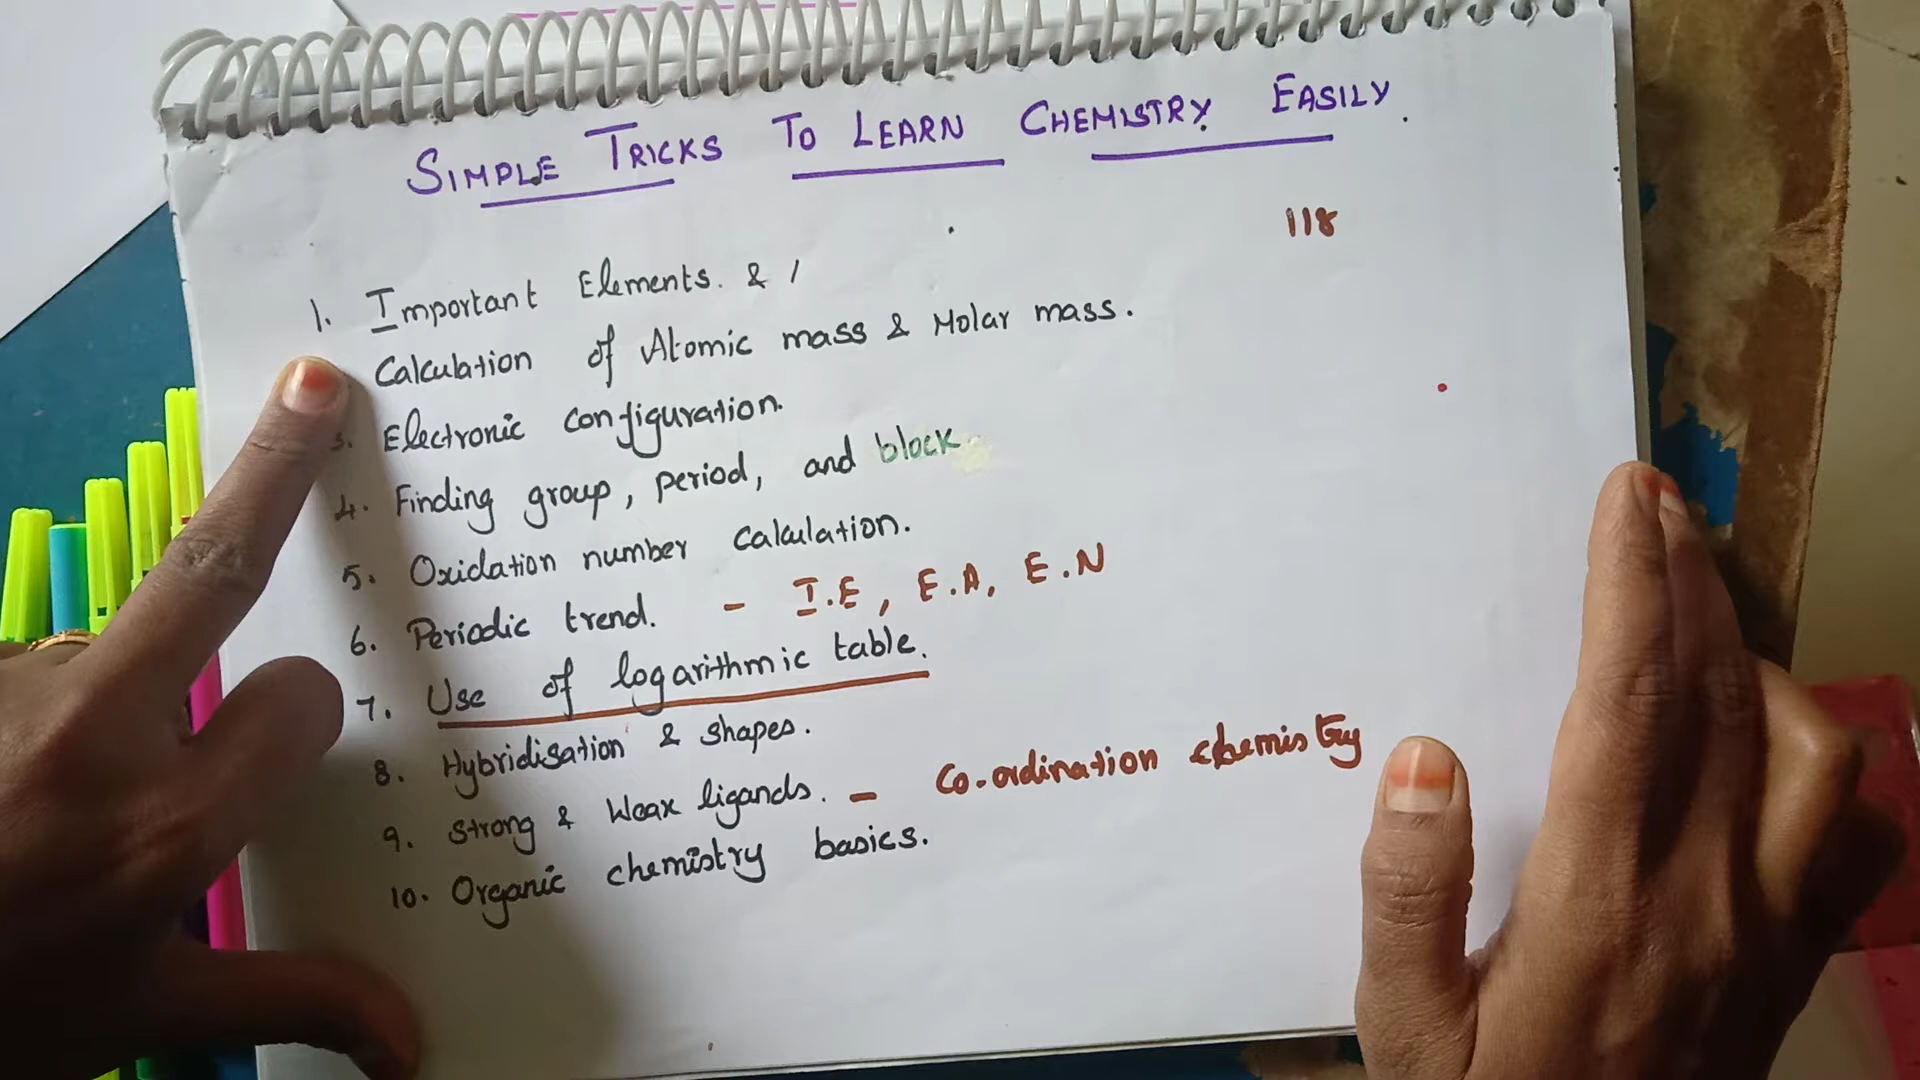 SIMPLE TRICKS TO LEARN CHEMISTRY EASILY.
118
1. Important Elements. & /
Calculation of Atomic mass & Molar mass.
3. Electronic configuration.
4. Finding group, period, and block
5. Oxidation number calculation.
6. Periodic trend. - I.E, E.A, E.N
7. Use of logarithmic table.
8. Hybridisation & shapes.
9. Strong & Weak ligands. - Co-ordination chemistry
10. Organic chemistry basics.